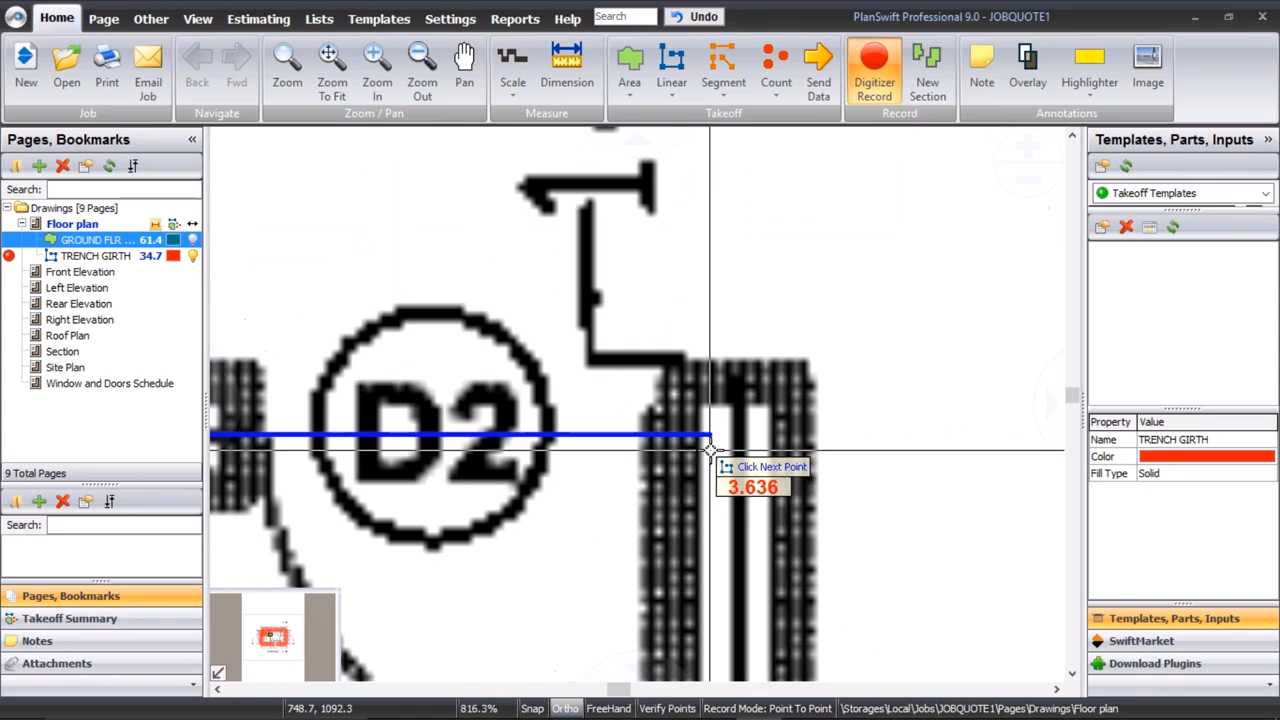 Home Page Other View Estimating Lists Templates Settings Reports Help Search Undo PlanSwift Professional 9.0 - JOBQUOTE1
New Open Print Email Job Back Fwd Zoom Zoom To Fit Zoom In Zoom Out Pan Scale Dimension Area Linear Segment Count Send Data Digitizer Record New Section Note Overlay Highlighter Image
Job Navigate Zoom / Pan Measure Takeoff Record Annotations
Pages, Bookmarks
Search:
Drawings [9 Pages]
Floor plan
GROUND FLR ... 61.4
TRENCH GIRTH 34.7
Front Elevation
Left Elevation
Rear Elevation
Right Elevation
Roof Plan
Section
Site Plan
Window and Doors Schedule
9 Total Pages
Search:
Pages, Bookmarks
Takeoff Summary
Notes
Attachments
D2
Click Next Point
3.636
Templates, Parts, Inputs
Takeoff Templates
Property Value
Name TRENCH GIRTH
Color
Fill Type Solid
Templates, Parts, Inputs
SwiftMarket
Download Plugins
748.7, 1092.3 816.3% Snap Ortho FreeHand Verify Points Record Mode: Point To Point \Storages\Local\Jobs\JOBQUOTE1\Pages\Drawings\Floor plan